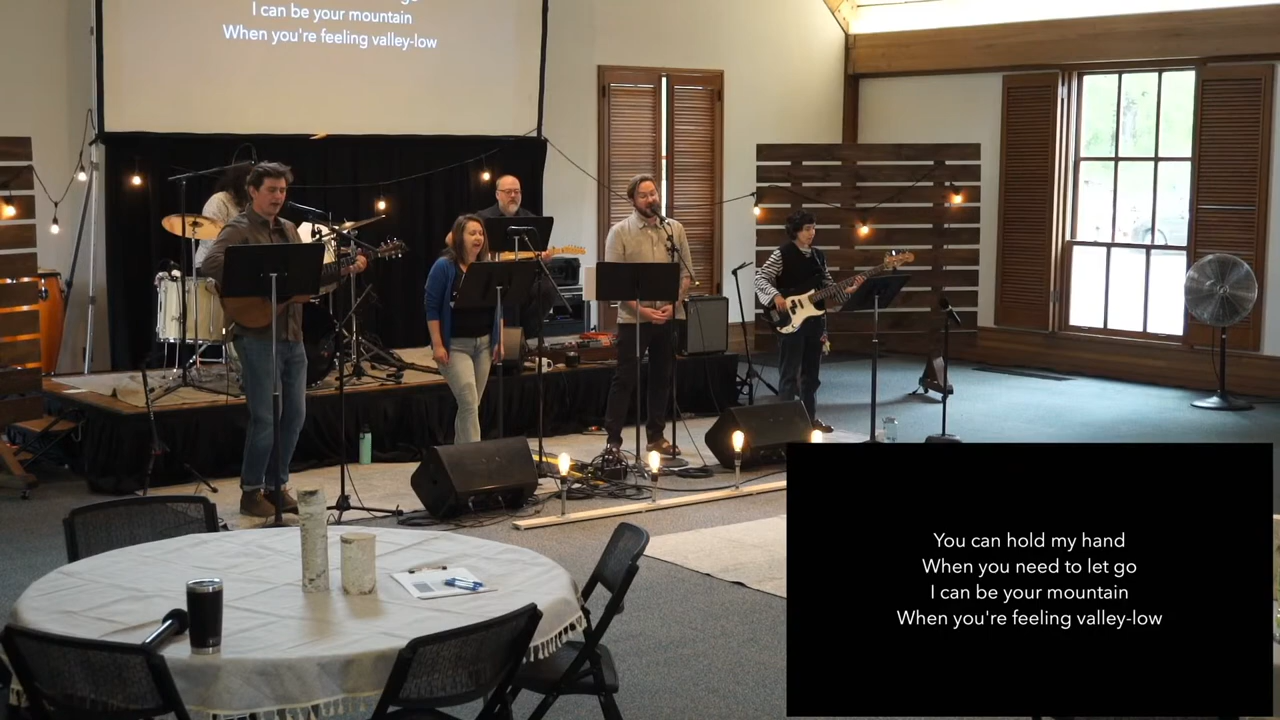 I can be your mountain
When you're feeling valley-low
You can hold my hand
When you need to let go
I can be your mountain
When you're feeling valley-low